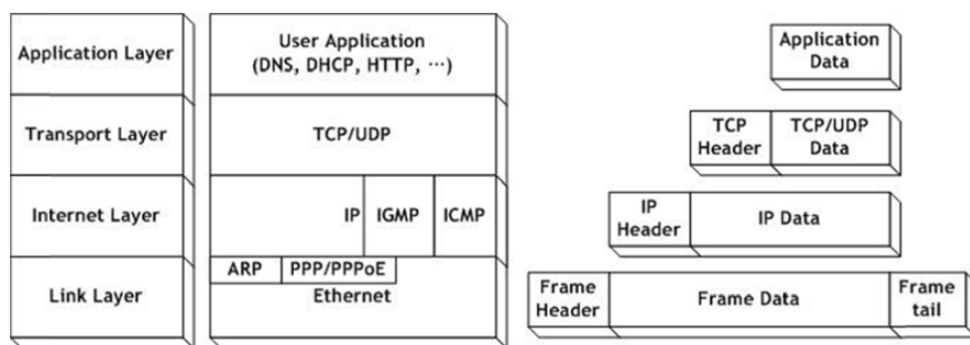 Application Layer
User Application
(DNS, DHCP, HTTP, ···)
Application
Data
Transport Layer
TCP/UDP
TCP
Header
TCP/UDP
Data
Internet Layer
IP
IGMP
ICMP
IP
Header
IP Data
Link Layer
ARP
PPP/PPPoE
Ethernet
Frame
Header
Frame Data
Frame
tail